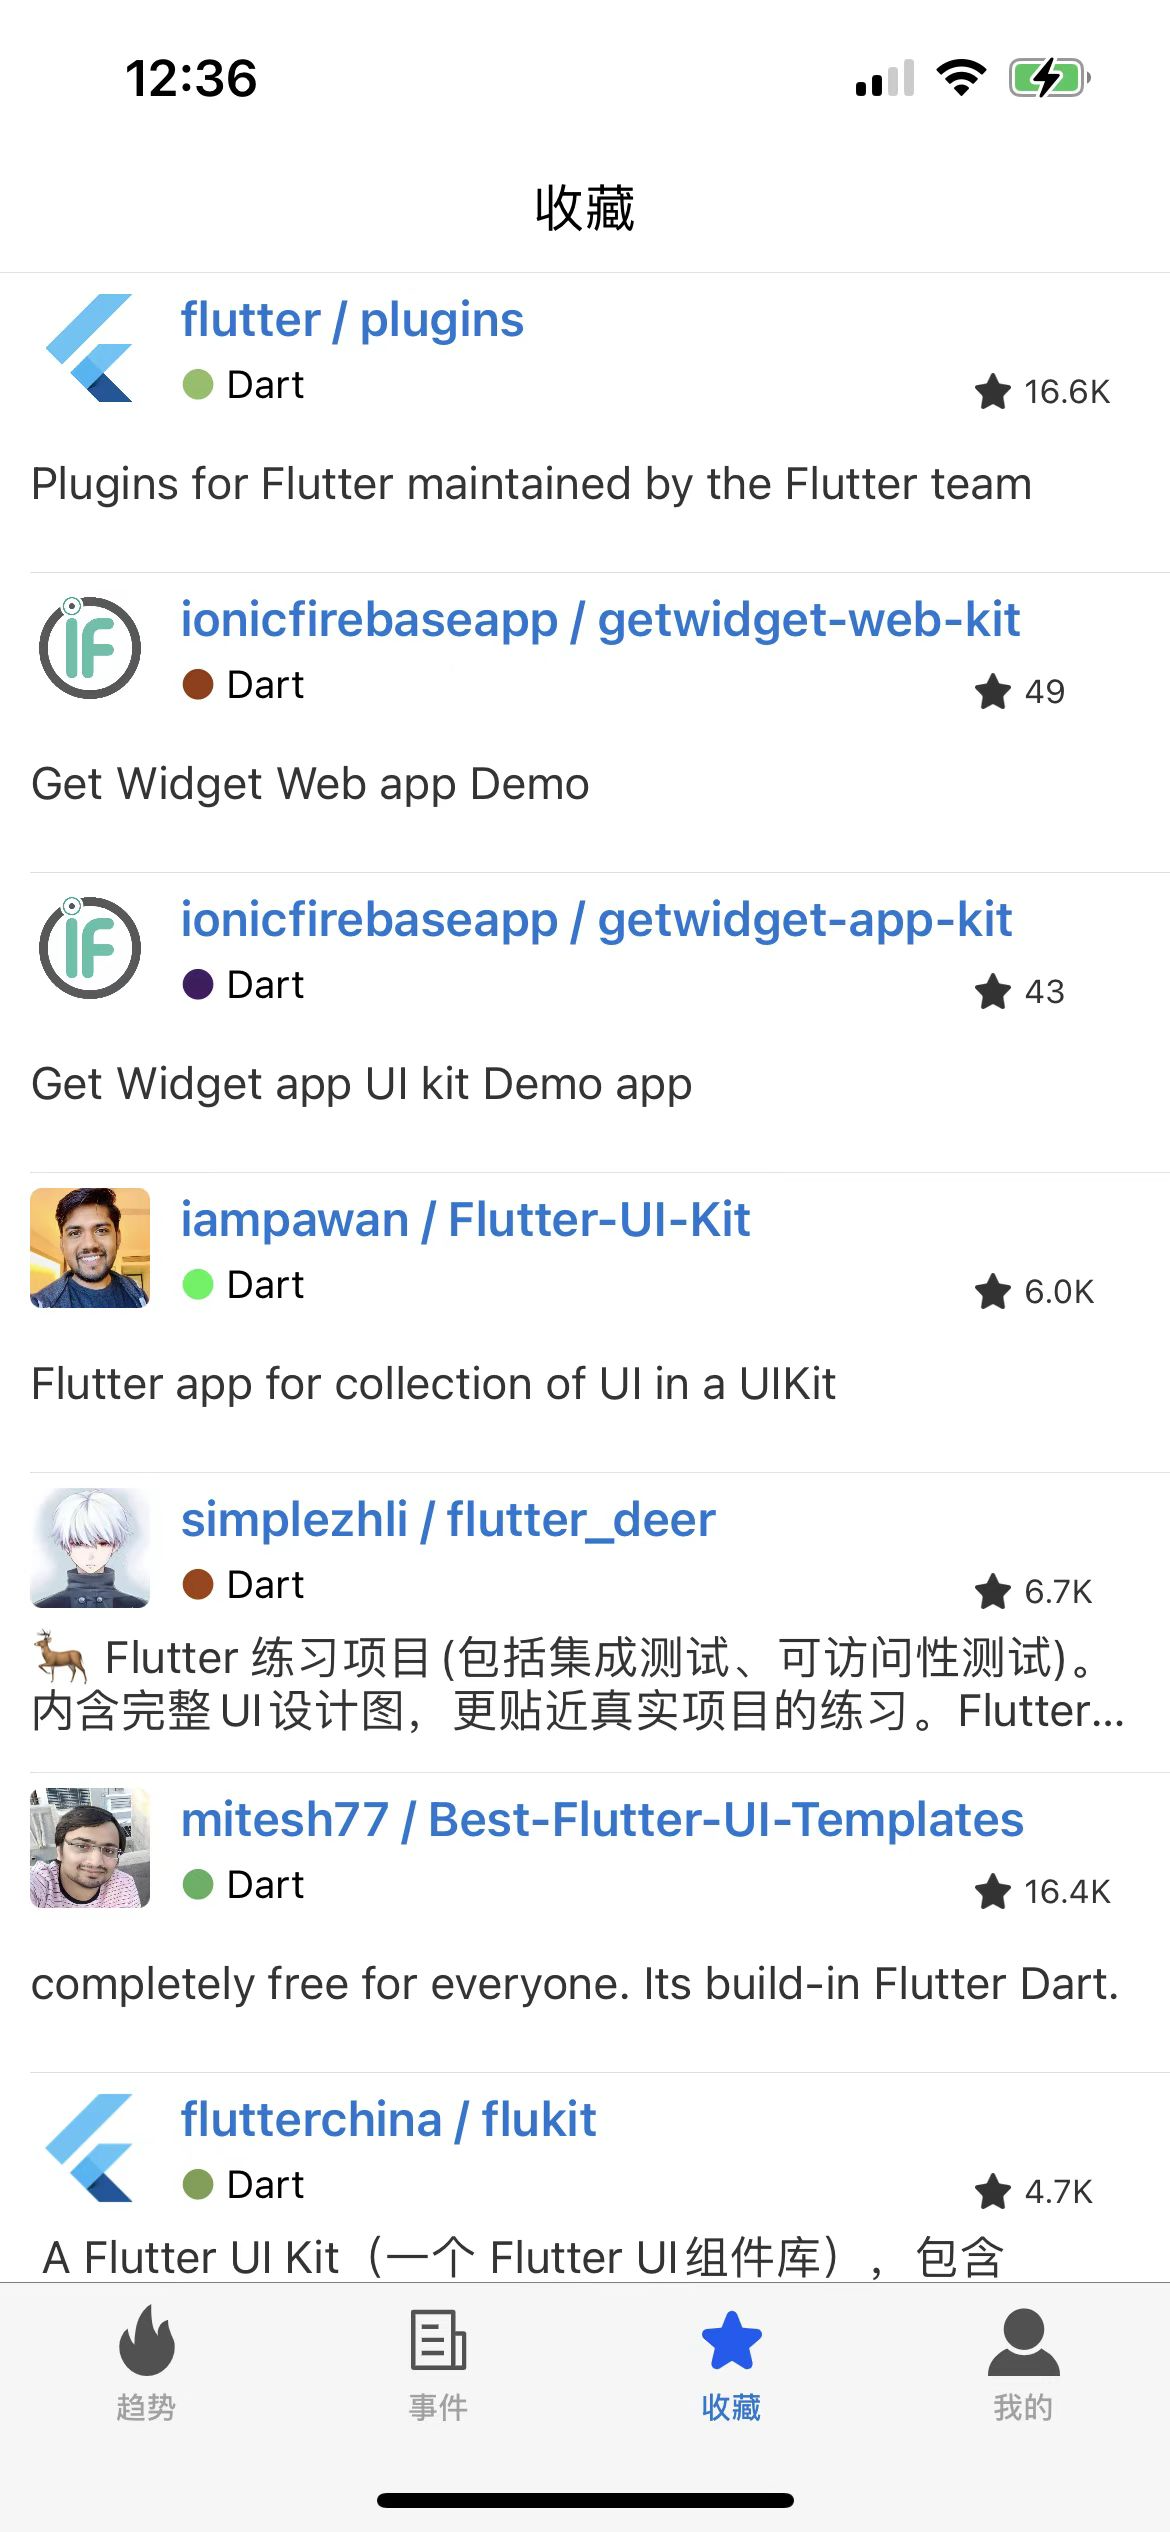 12:36
收藏
flutter / plugins
Dart
16.6K
Plugins for Flutter maintained by the Flutter team
iF
ionicfirebaseapp / getwidget-web-kit
Dart
49
Get Widget Web app Demo
iF
ionicfirebaseapp / getwidget-app-kit
Dart
43
Get Widget app UI kit Demo app
iampawan / Flutter-UI-Kit
Dart
6.0K
Flutter app for collection of UI in a UIKit
simplezhli / flutter_deer
Dart
6.7K
🦌 Flutter 练习项目(包括集成测试、可访问性测试)。
内含完整UI设计图，更贴近真实项目的练习。Flutter...
mitesh77 / Best-Flutter-UI-Templates
Dart
16.4K
completely free for everyone. Its build-in Flutter Dart.
flutterchina / flukit
Dart
4.7K
A Flutter UI Kit（一个 Flutter UI组件库），包含
趋势
事件
收藏
我的